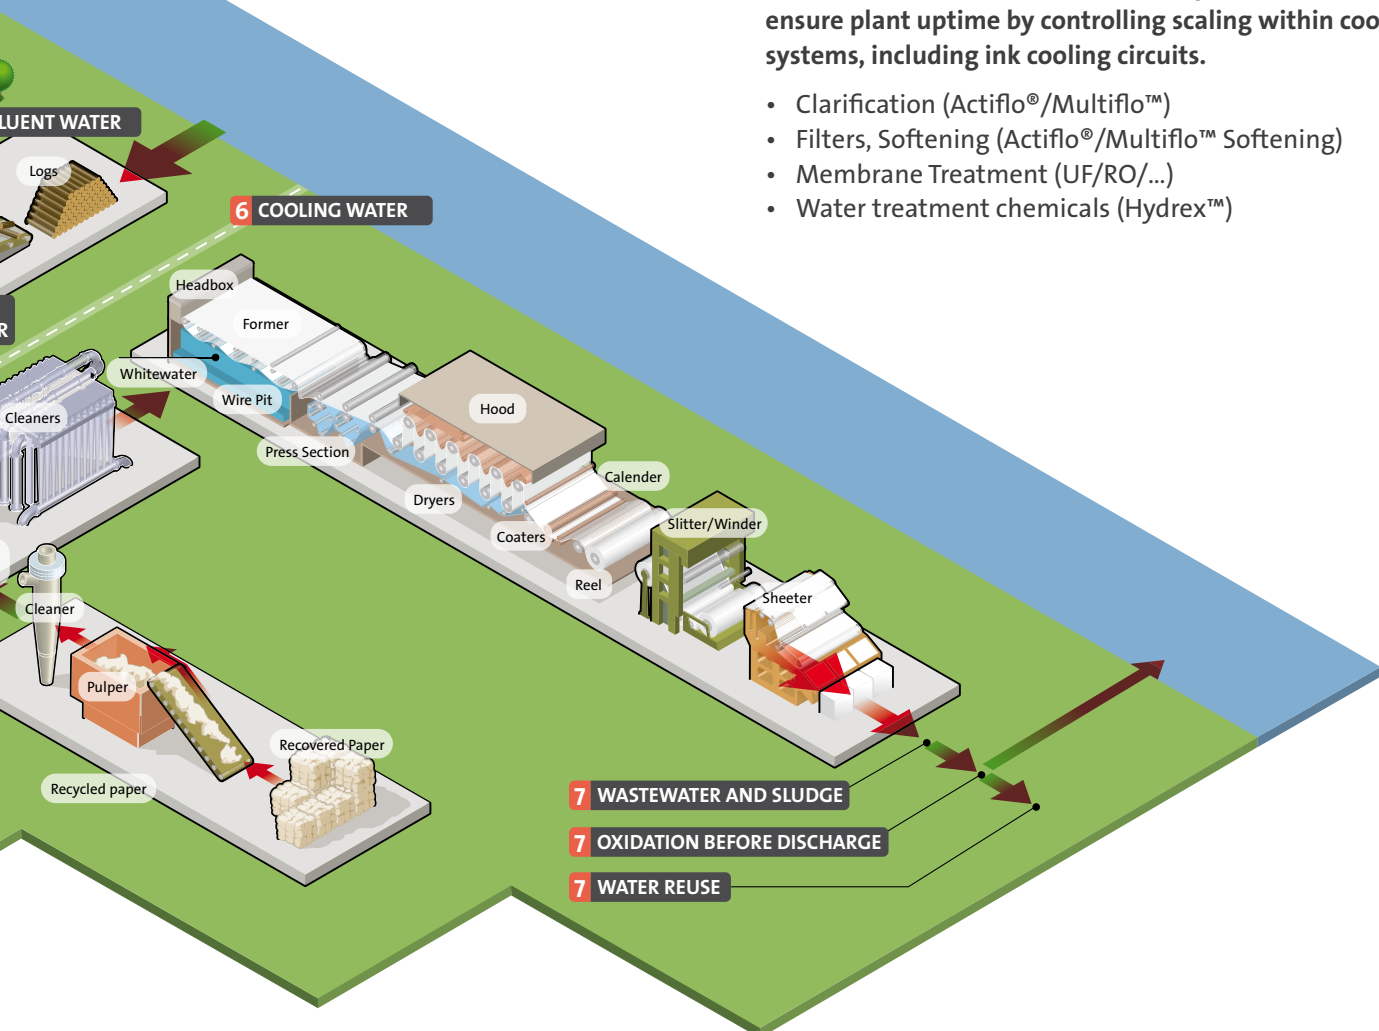 ensure plant uptime by controlling scaling within coo
systems, including ink cooling circuits.
• Clarification (Actiflo®/Multiflo™)
• Filters, Softening (Actiflo®/Multiflo™ Softening)
• Membrane Treatment (UF/RO/...)
• Water treatment chemicals (Hydrex™)
LUENT WATER
Logs
6 COOLING WATER
Headbox
Former
R
Whitewater
Wire Pit
Cleaners
Hood
Press Section
Calender
Dryers
Slitter/Winder
Coaters
Reel
Sheeter
Cleaner
Pulper
Recovered Paper
Recycled paper
7 WASTEWATER AND SLUDGE
7 OXIDATION BEFORE DISCHARGE
7 WATER REUSE